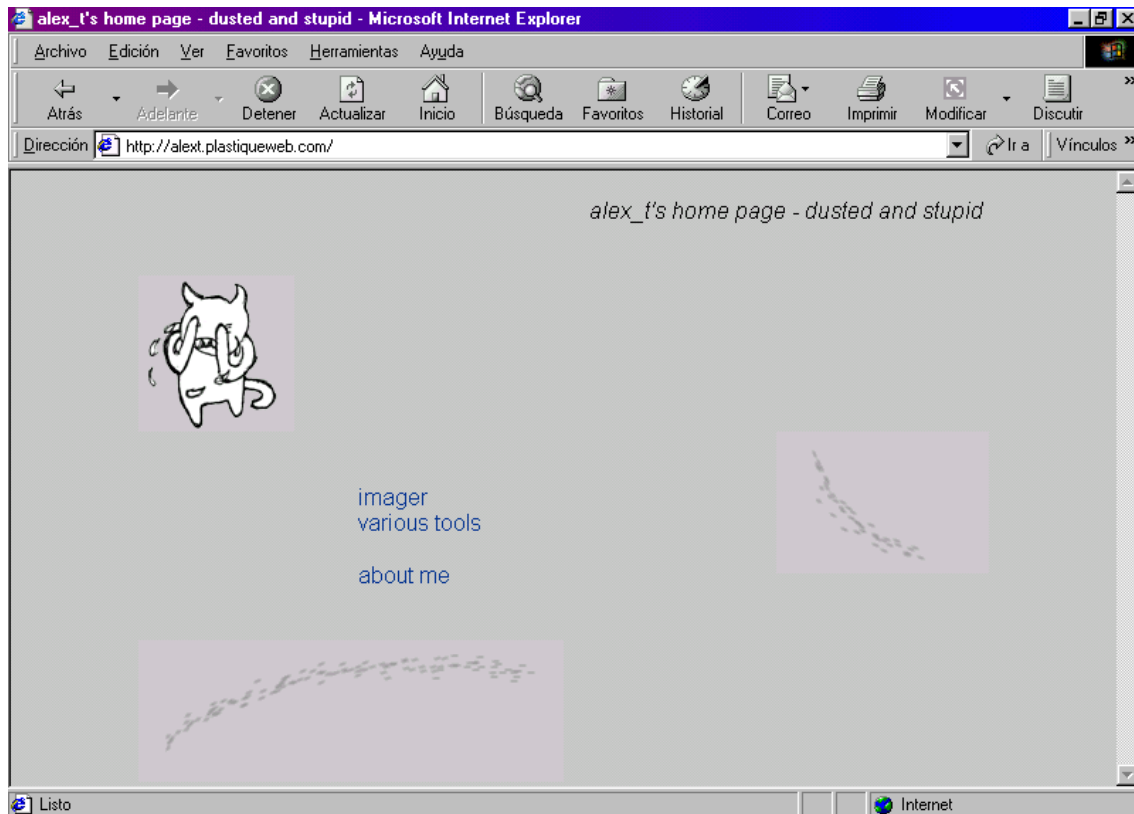 alex_t's home page - dusted and stupid - Microsoft Internet Explorer
Archivo Edición Ver Favoritos Herramientas Ayuda
Atrás Adelante Detener Actualizar Inicio Búsqueda Favoritos Historial Correo Imprimir Modificar Discutir »
Dirección http://alext.plastiqueweb.com/ Ir a Vínculos »
alex_t's home page - dusted and stupid
imager
various tools
about me
Listo Internet